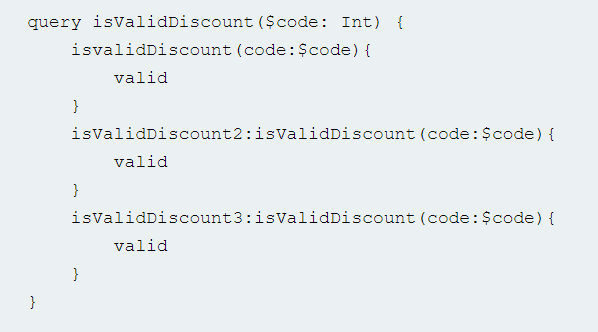 query isValidDiscount($code: Int) {
isvalidDiscount(code:$code){
valid
}
isValidDiscount2:isValidDiscount(code:$code){
valid
}
isValidDiscount3:isValidDiscount(code:$code){
valid
}
}